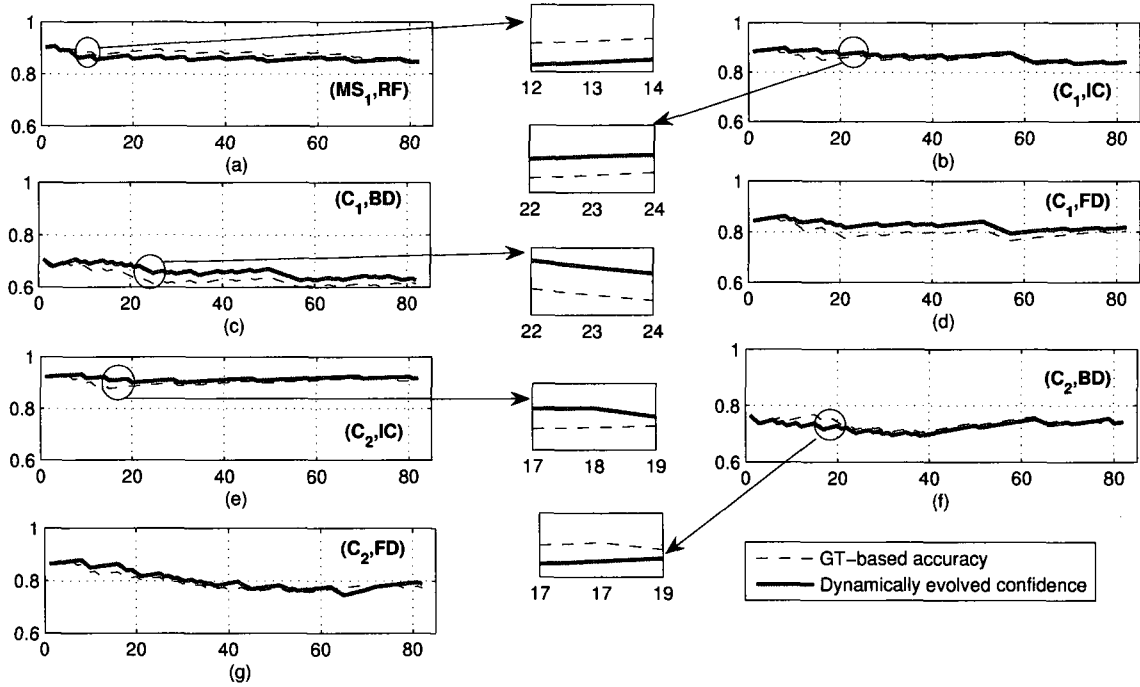 1
0.8
0.6
(MS1,RF)
0 20 40 60 80
(a)
12 13 14
1
0.8
0.6
(C1,IC)
0 20 40 60 80
(b)
22 23 24
1
0.8
0.6
(C1,BD)
0 20 40 60 80
(c)
22 23 24
1
0.8
0.6
(C1,FD)
0 20 40 60 80
(d)
1
0.8
0.6
(C2,IC)
0 20 40 60 80
(e)
17 18 19
1
0.8
0.6
(C2,BD)
0 20 40 60 80
(f)
17 17 19
1
0.8
0.6
(C2,FD)
0 20 40 60 80
(g)
GT-based accuracy
Dynamically evolved confidence